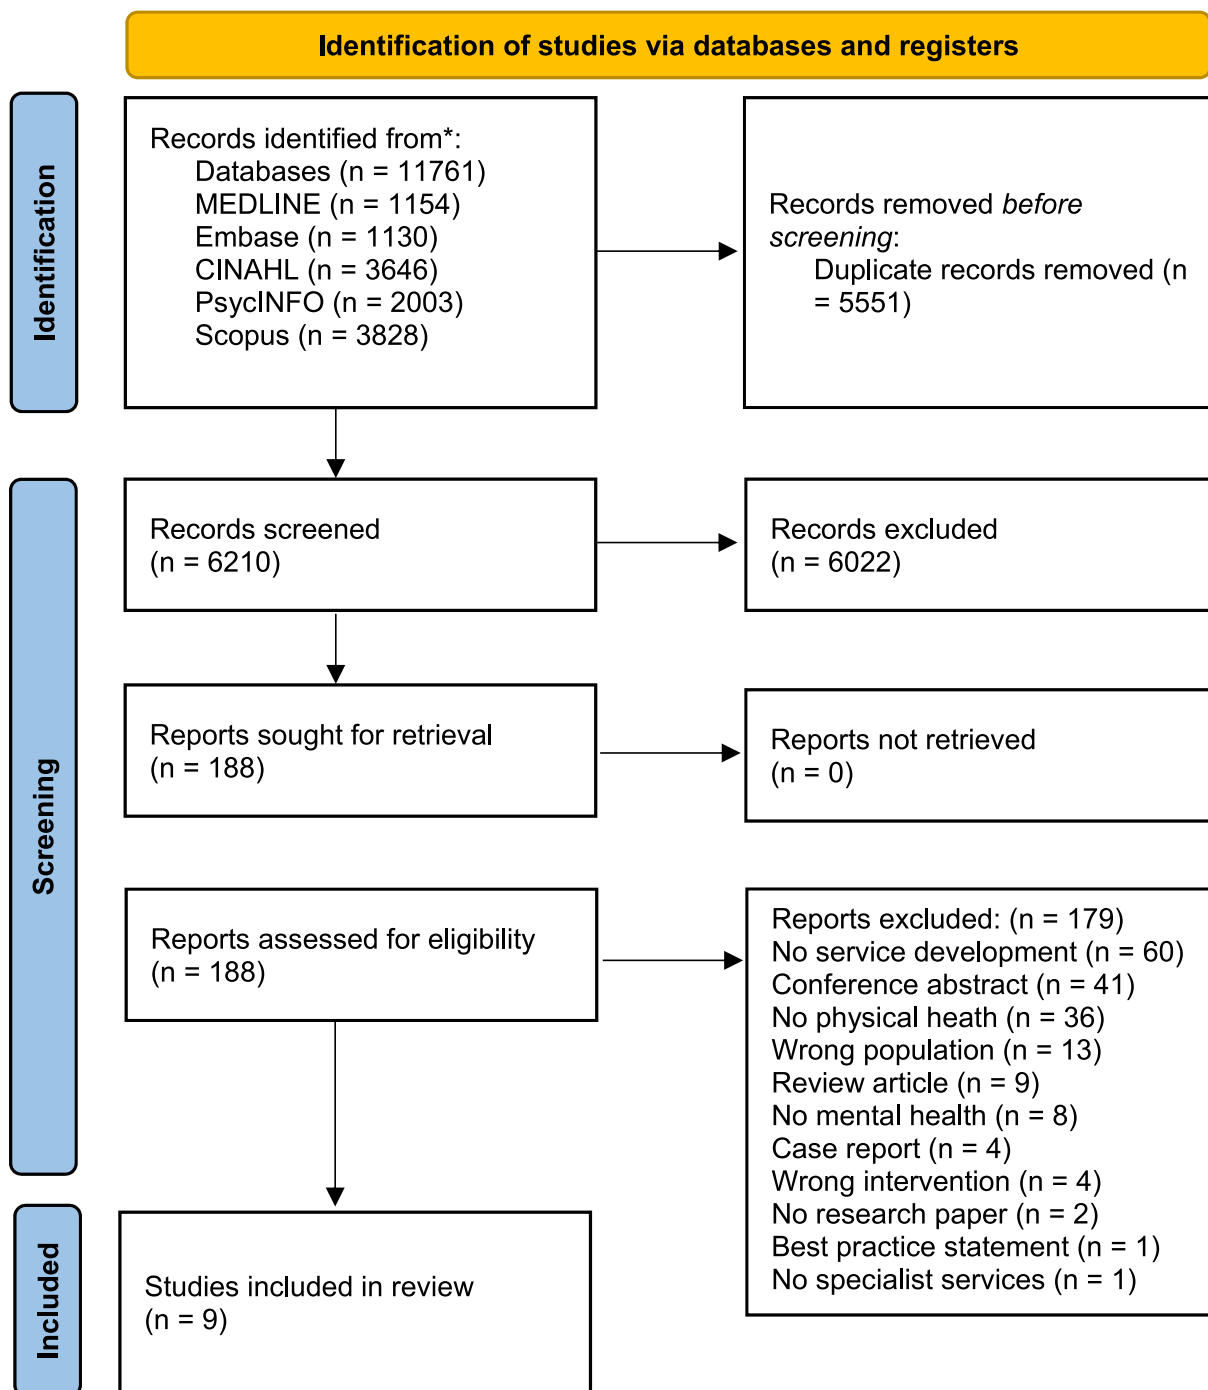 Identification of studies via databases and registers
Identification
Records identified from*:
Databases (n = 11761)
MEDLINE (n = 1154)
Embase (n = 1130)
CINAHL (n = 3646)
PsycINFO (n = 2003)
Scopus (n = 3828)
Records removed before
screening:
Duplicate records removed (n
= 5551)
Screening
Records screened
(n = 6210)
Records excluded
(n = 6022)
Reports sought for retrieval
(n = 188)
Reports not retrieved
(n = 0)
Reports assessed for eligibility
(n = 188)
Reports excluded: (n = 179)
No service development (n = 60)
Conference abstract (n = 41)
No physical heath (n = 36)
Wrong population (n = 13)
Review article (n = 9)
No mental health (n = 8)
Case report (n = 4)
Wrong intervention (n = 4)
No research paper (n = 2)
Best practice statement (n = 1)
No specialist services (n = 1)
Included
Studies included in review
(n = 9)